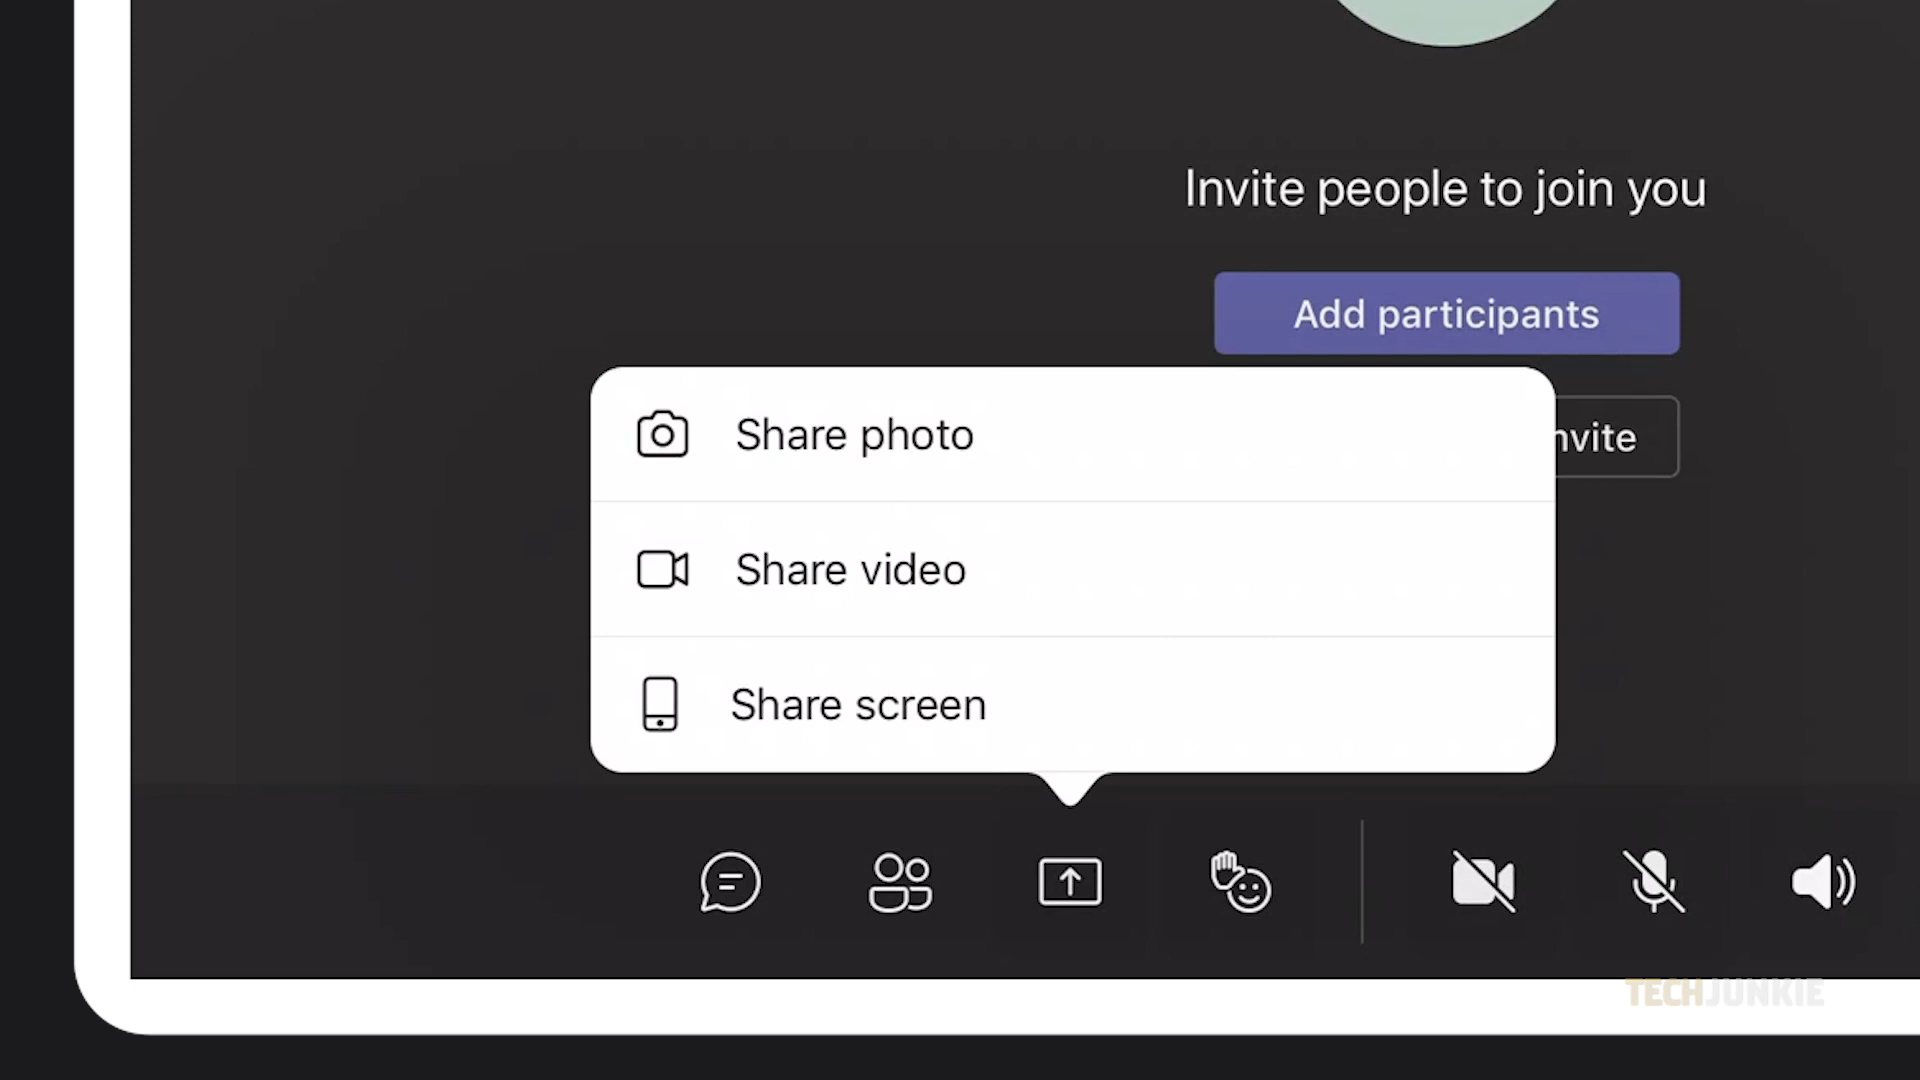 Invite people to join you
Add participants
Share photo
nvite
Share video
Share screen
TECHJUNKIE